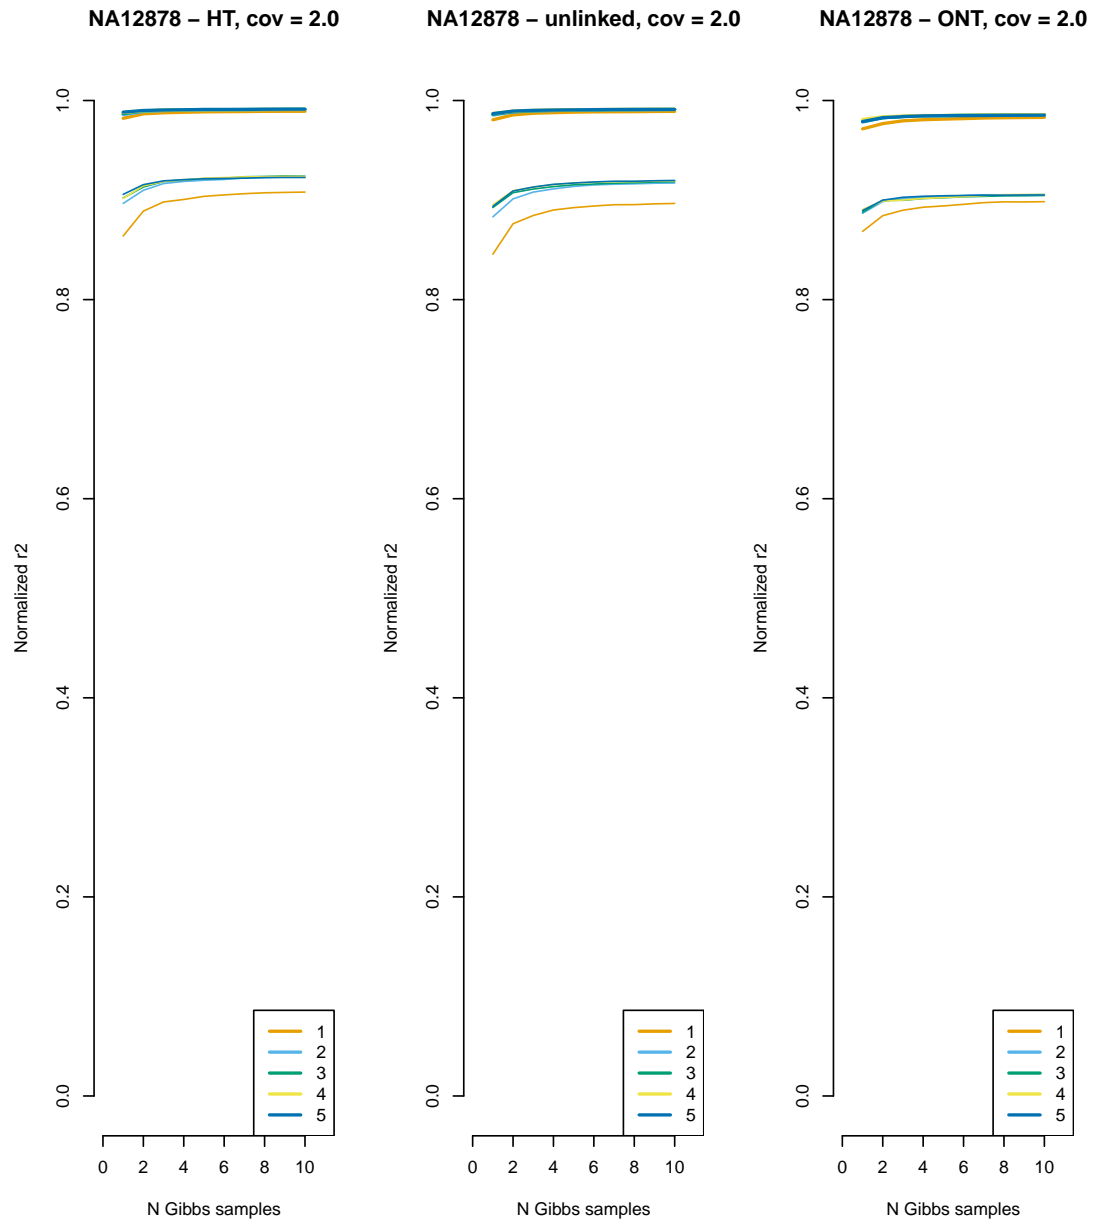 NA12878 − HT, cov = 2.0
Normalized r2
1.0
0.8
0.6
0.4
0.2
0.0
1
2
3
4
5
0 2 4 6 8 10
N Gibbs samples
NA12878 − unlinked, cov = 2.0
Normalized r2
1.0
0.8
0.6
0.4
0.2
0.0
1
2
3
4
5
0 2 4 6 8 10
N Gibbs samples
NA12878 − ONT, cov = 2.0
Normalized r2
1.0
0.8
0.6
0.4
0.2
0.0
1
2
3
4
5
0 2 4 6 8 10
N Gibbs samples